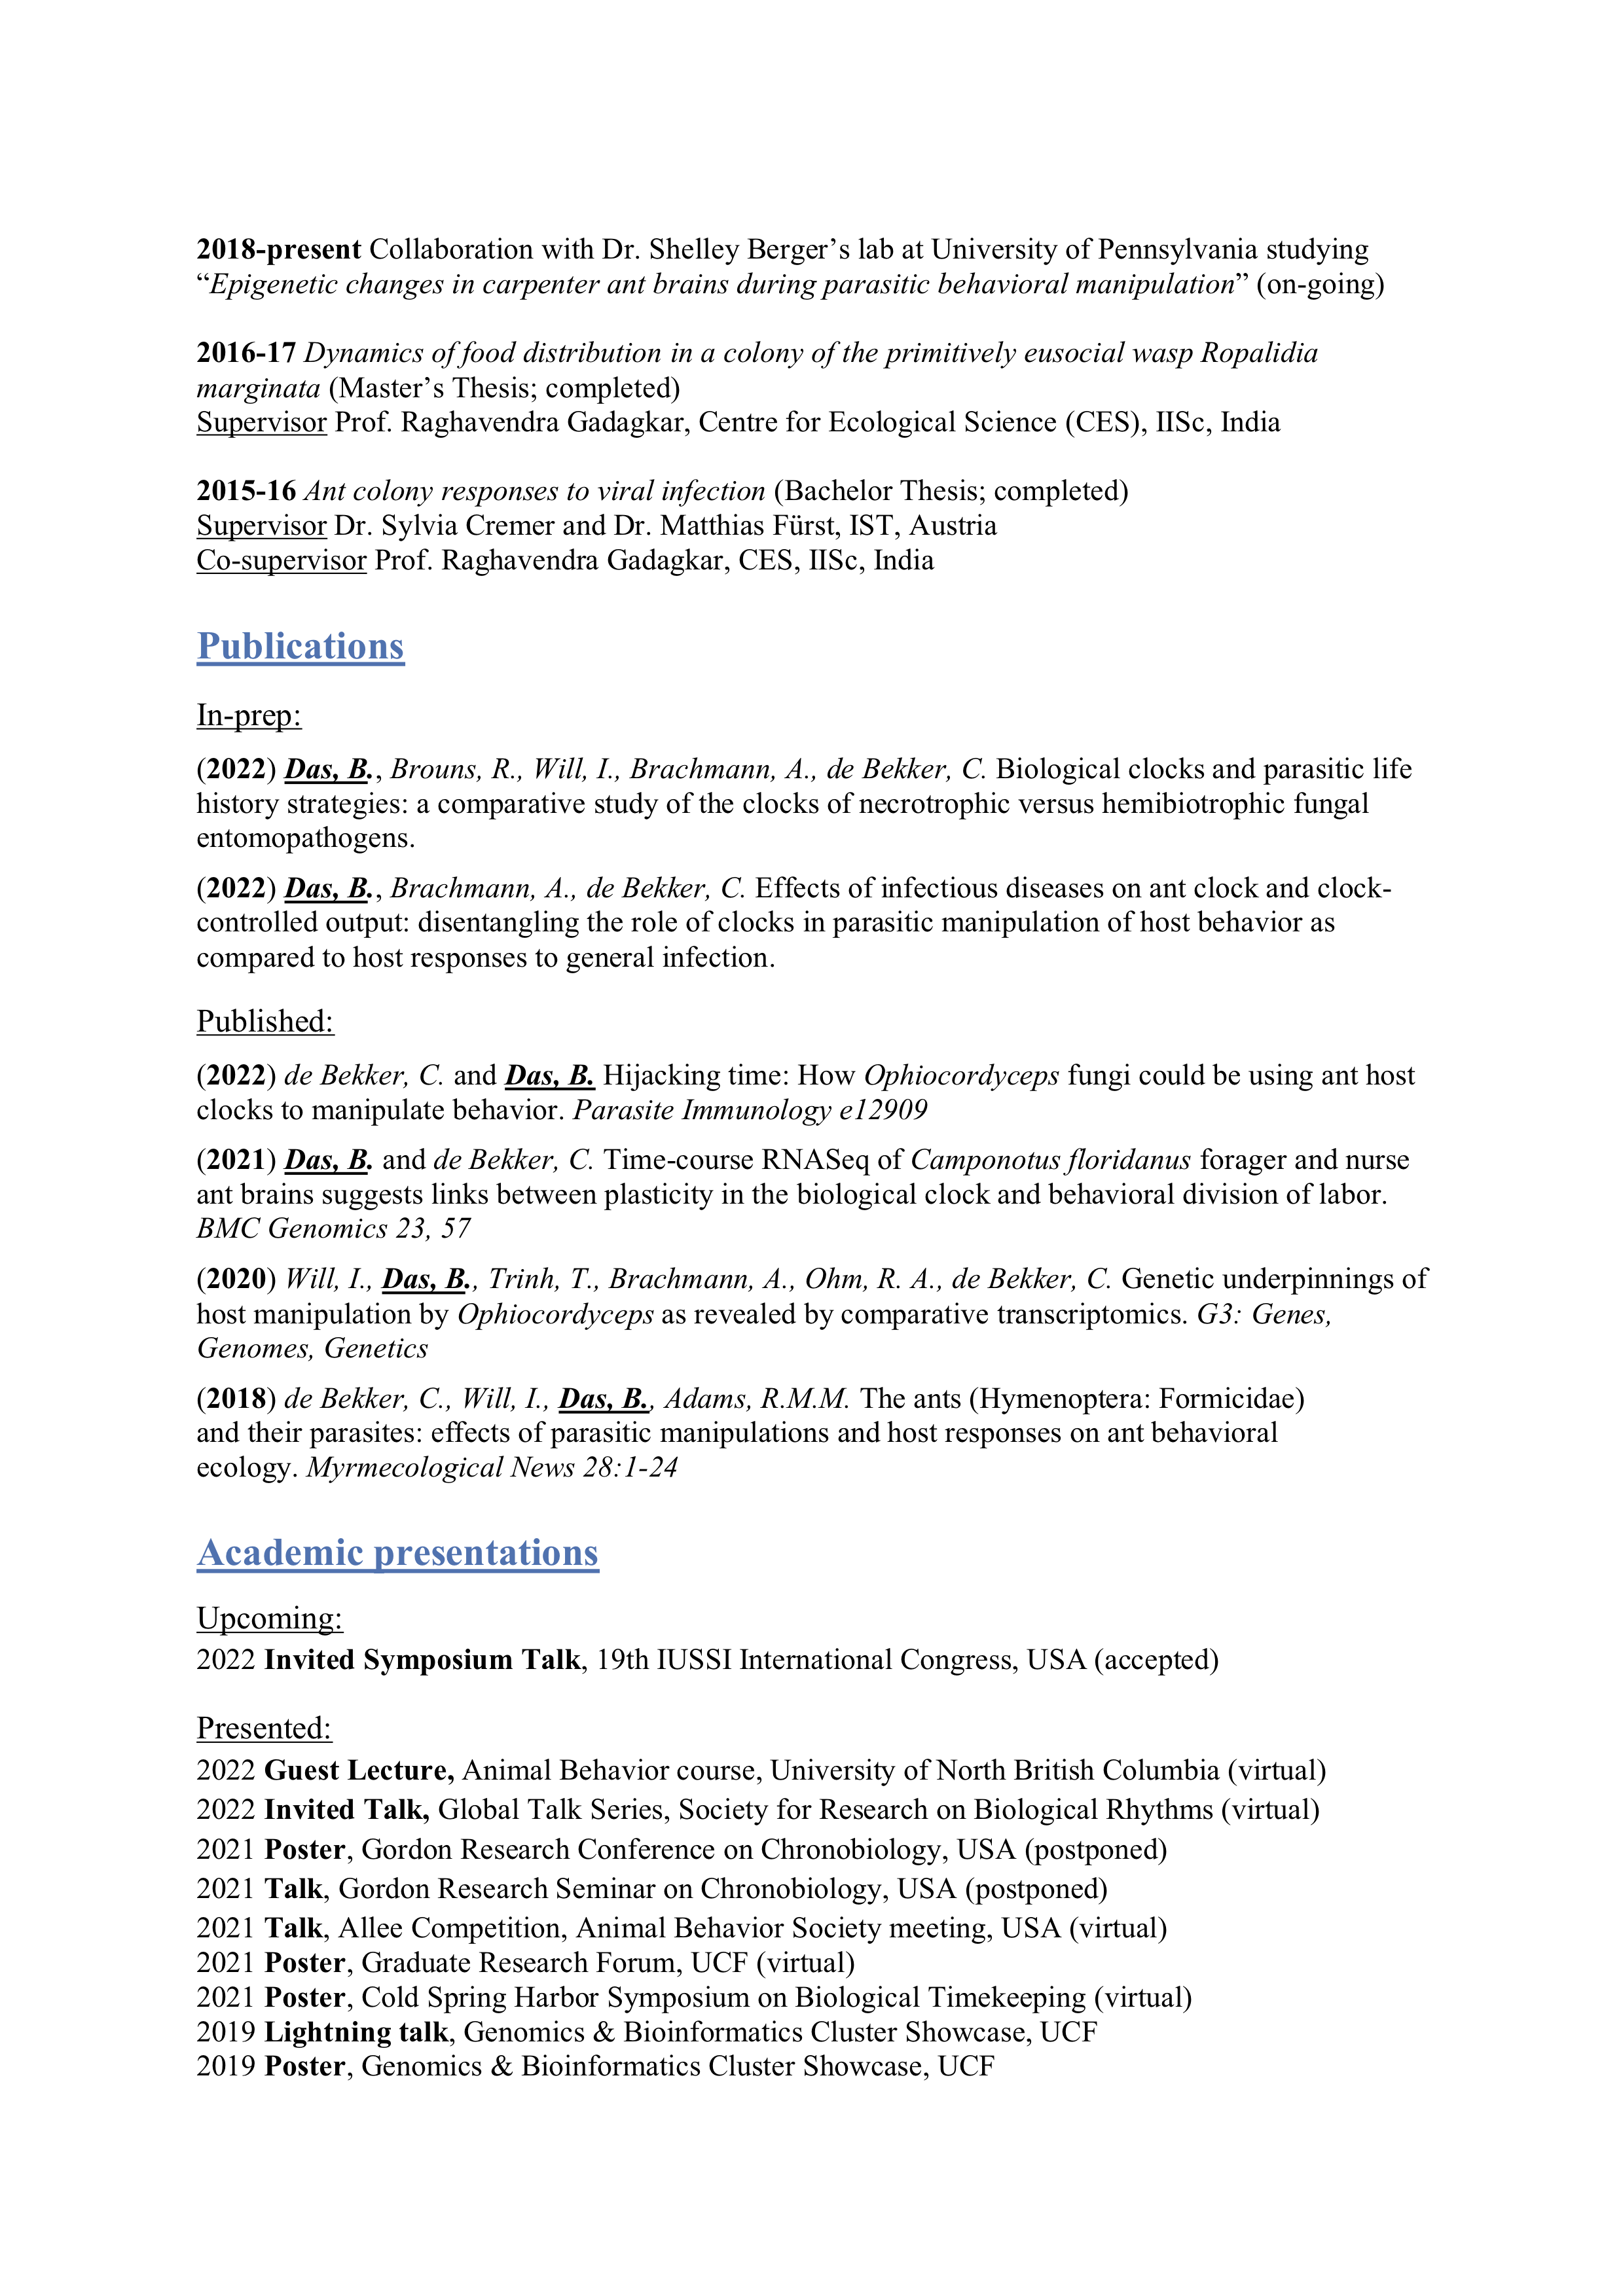 2018-present Collaboration with Dr. Shelley Berger’s lab at University of Pennsylvania studying
“Epigenetic changes in carpenter ant brains during parasitic behavioral manipulation” (on-going)
2016-17 Dynamics of food distribution in a colony of the primitively eusocial wasp Ropalidia
marginata (Master’s Thesis; completed)
Supervisor Prof. Raghavendra Gadagkar, Centre for Ecological Science (CES), IISc, India
2015-16 Ant colony responses to viral infection (Bachelor Thesis; completed)
Supervisor Dr. Sylvia Cremer and Dr. Matthias Fürst, IST, Austria
Co-supervisor Prof. Raghavendra Gadagkar, CES, IISc, India
Publications
In-prep:
(2022) Das, B., Brouns, R., Will, I., Brachmann, A., de Bekker, C. Biological clocks and parasitic life
history strategies: a comparative study of the clocks of necrotrophic versus hemibiotrophic fungal
entomopathogens.
(2022) Das, B., Brachmann, A., de Bekker, C. Effects of infectious diseases on ant clock and clock-
controlled output: disentangling the role of clocks in parasitic manipulation of host behavior as
compared to host responses to general infection.
Published:
(2022) de Bekker, C. and Das, B. Hijacking time: How Ophiocordyceps fungi could be using ant host
clocks to manipulate behavior. Parasite Immunology e12909
(2021) Das, B. and de Bekker, C. Time-course RNASeq of Camponotus floridanus forager and nurse
ant brains suggests links between plasticity in the biological clock and behavioral division of labor.
BMC Genomics 23, 57
(2020) Will, I., Das, B., Trinh, T., Brachmann, A., Ohm, R. A., de Bekker, C. Genetic underpinnings of
host manipulation by Ophiocordyceps as revealed by comparative transcriptomics. G3: Genes,
Genomes, Genetics
(2018) de Bekker, C., Will, I., Das, B., Adams, R.M.M. The ants (Hymenoptera: Formicidae)
and their parasites: effects of parasitic manipulations and host responses on ant behavioral
ecology. Myrmecological News 28:1-24
Academic presentations
Upcoming:
2022 Invited Symposium Talk, 19th IUSSI International Congress, USA (accepted)
Presented:
2022 Guest Lecture, Animal Behavior course, University of North British Columbia (virtual)
2022 Invited Talk, Global Talk Series, Society for Research on Biological Rhythms (virtual)
2021 Poster, Gordon Research Conference on Chronobiology, USA (postponed)
2021 Talk, Gordon Research Seminar on Chronobiology, USA (postponed)
2021 Talk, Allee Competition, Animal Behavior Society meeting, USA (virtual)
2021 Poster, Graduate Research Forum, UCF (virtual)
2021 Poster, Cold Spring Harbor Symposium on Biological Timekeeping (virtual)
2019 Lightning talk, Genomics & Bioinformatics Cluster Showcase, UCF
2019 Poster, Genomics & Bioinformatics Cluster Showcase, UCF